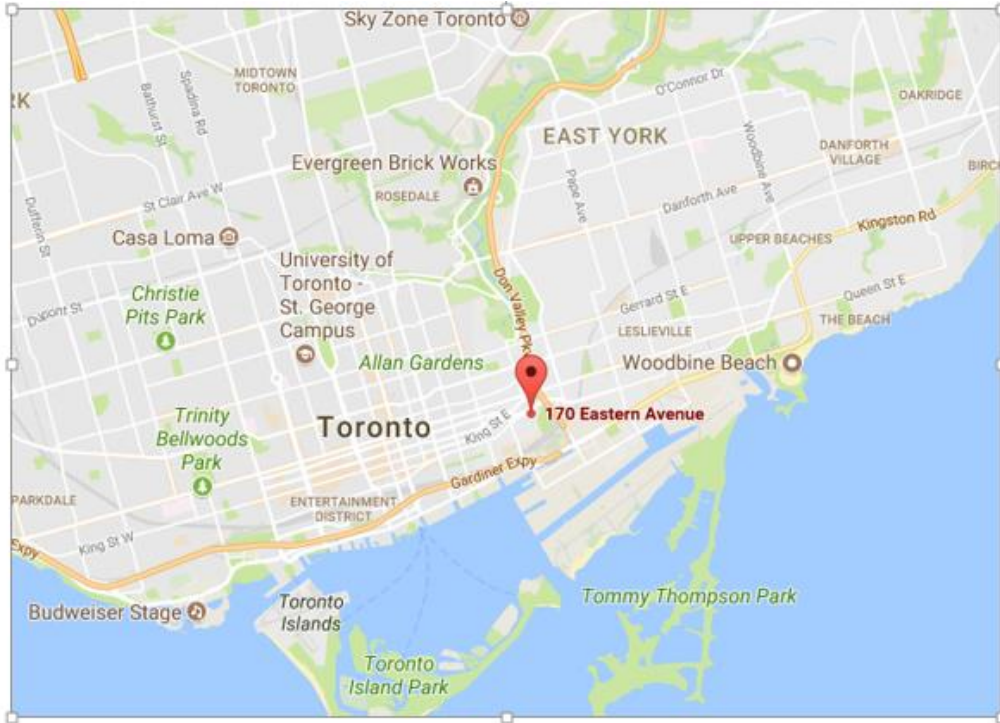 Sky Zone Toronto
RK
MIDTOWN
TORONTO
Bathurst St
Spadina Rd
O'Connor Dr
OAKRIDGE
EAST YORK
Woodbine Ave
DANFORTH
VILLAGE
BIRC
Evergreen Brick Works
ROSEDALE
Pape Ave
Danforth Ave
St Clair Ave W
Dufferin St
Kingston Rd
Casa Loma
UPPER BEACHES
University of
Toronto -
St. George
Campus
Don Valley Pk
Christie
Pits Park
Dupont St
Gerrard St E
Queen St E
THE BEACH
LESLIEVILLE
Allan Gardens
Woodbine Beach
170 Eastern Avenue
Trinity
Bellwoods
Park
Toronto
King St E
Gardiner Expy
PARKDALE
ENTERTAINMENT
DISTRICT
Expy
King St W
Budweiser Stage
Toronto
Islands
Tommy Thompson Park
Toronto
Island Park